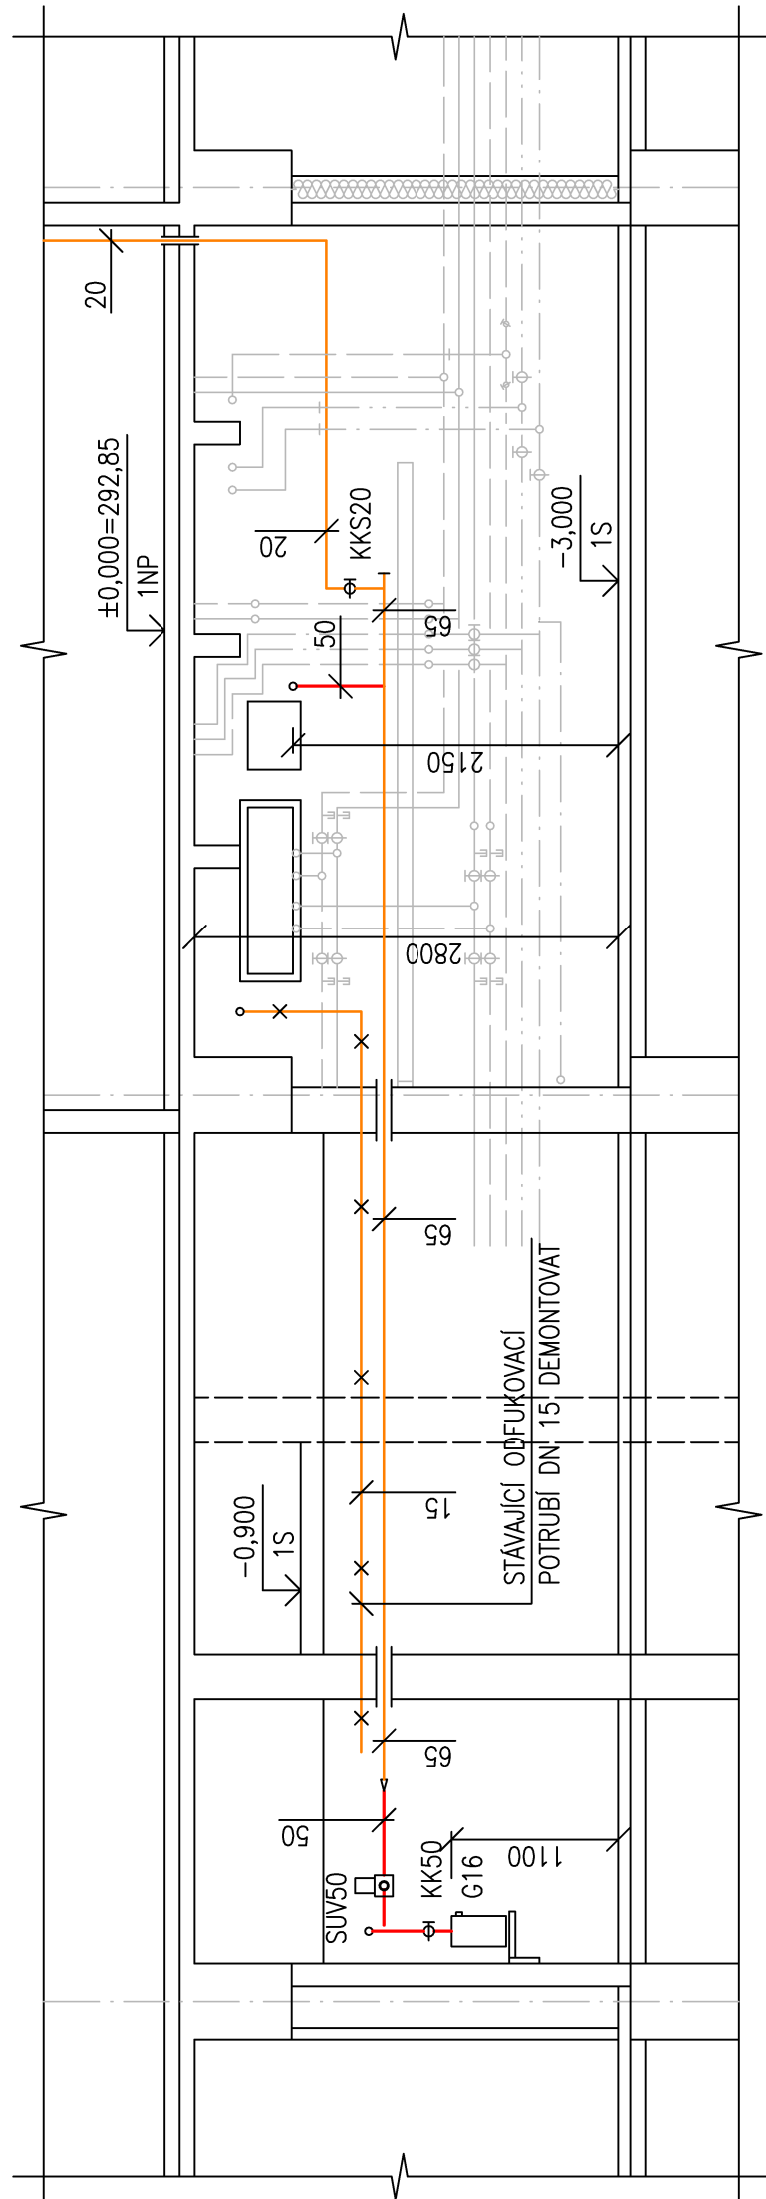 20
±0,000=292,85
1NP
20
KKS20
-3,000
1S
65
50
2150
2800
65
STÁVAJÍCÍ ODFUKOVACÍ
POTRUBÍ DN 15 DEMONTOVAT
15
-0,900
1S
65
50
1100
KK50
G16
SUV50